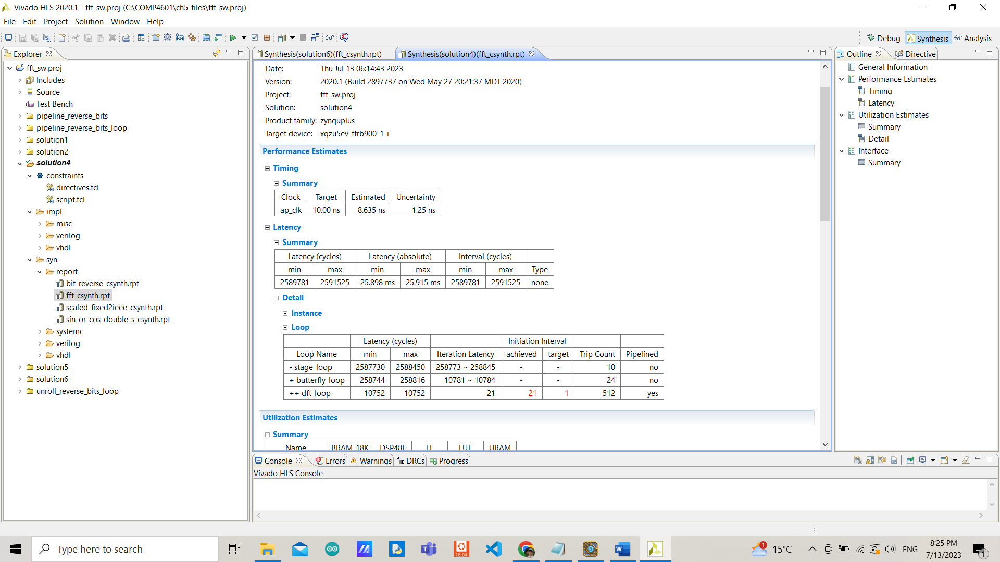 Vivado HLS 2020.1 - fft_sw.proj (C:\COMP4601\ch5-files\fft_sw.proj)
File Edit Project Solution Window Help
Debug Synthesis Analysis
Explorer
fft_sw.proj
Includes
Source
Test Bench
pipeline_reverse_bits
pipeline_reverse_bits_loop
solution1
solution2
solution4
constraints
directives.tcl
script.tcl
impl
misc
verilog
vhdl
syn
report
bit_reverse_csynth.rpt
fft_csynth.rpt
scaled_fixed2ieee_csynth.rpt
sin_or_cos_double_s_csynth.rpt
systemc
verilog
vhdl
solution5
solution6
unroll_reverse_bits_loop
Synthesis(solution6)(fft_csynth.rpt) Synthesis(solution4)(fft_csynth.rpt)
Date: Thu Jul 13 06:14:43 2023
Version: 2020.1 (Build 2897737 on Wed May 27 20:21:37 MDT 2020)
Project: fft_sw.proj
Solution: solution4
Product family: zynquplus
Target device: xqzu5ev-ffrb900-1-i
Performance Estimates
Timing
Summary
Clock Target Estimated Uncertainty
ap_clk 10.00 ns 8.635 ns 1.25 ns
Latency
Summary
Latency (cycles) Latency (absolute) Interval (cycles)
min max min max min max Type
2589781 2591525 25.898 ms 25.915 ms 2589781 2591525 none
Detail
Instance
Loop
Latency (cycles) Initiation Interval
Loop Name min max Iteration Latency achieved target Trip Count Pipelined
- stage_loop 2587730 2588450 258773 ~ 258845 - - 10 no
+ butterfly_loop 258744 258816 10781 ~ 10784 - - 24 no
++ dft_loop 10752 10752 21 21 1 512 yes
Utilization Estimates
Summary
Name BRAM_18K DSP48E FF LUT URAM
Outline Directive
General Information
Performance Estimates
Timing
Latency
Utilization Estimates
Summary
Detail
Interface
Summary
Console Errors Warnings DRCs Progress
Vivado HLS Console
Type here to search
18.04
1
15°C
ENG
8:25 PM
7/13/2023
1